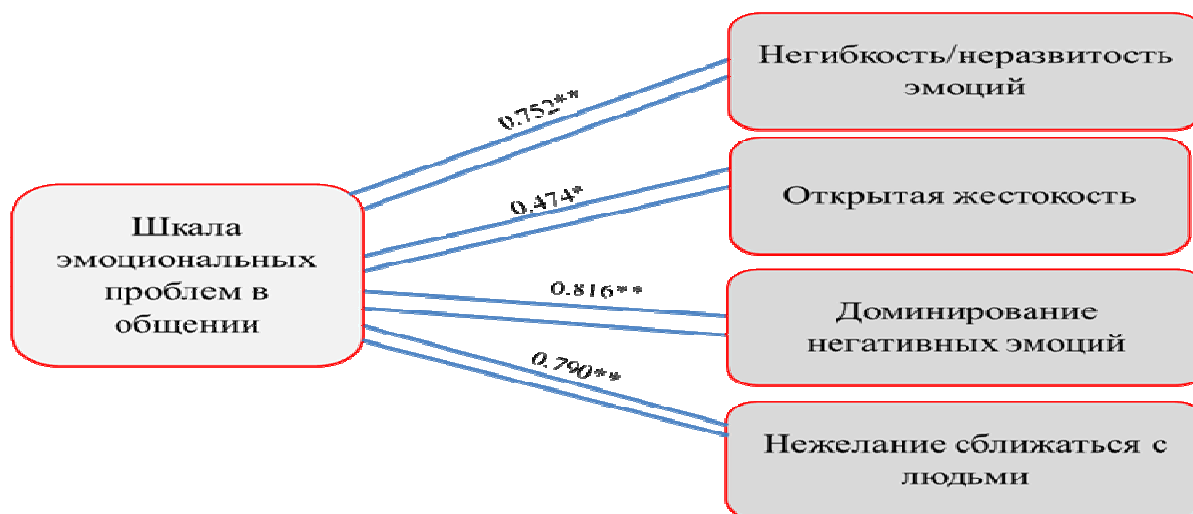 Шкала
эмоциональных
проблем в
общении
0.752**
Негибкость/неразвитость
эмоций
0.474*
Открытая жестокость
0.816**
Доминирование
негативных эмоций
0.790**
Нежелание сближаться с
людьми